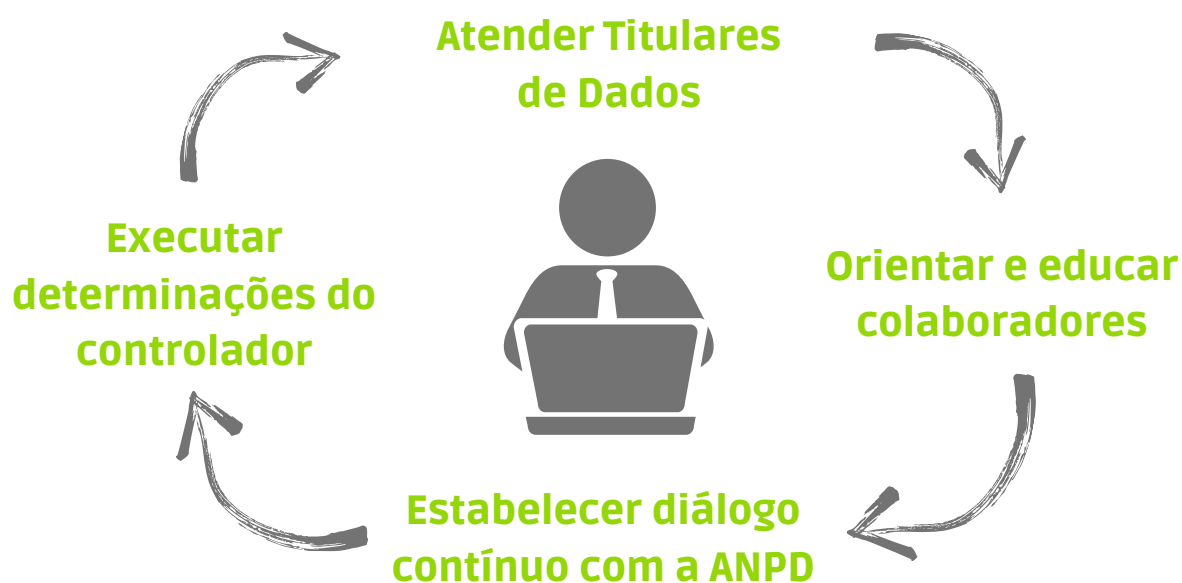 Atender Titulares
de Dados
Orientar e educar
colaboradores
Estabelecer diálogo
contínuo com a ANPD
Executar
determinações do
controlador